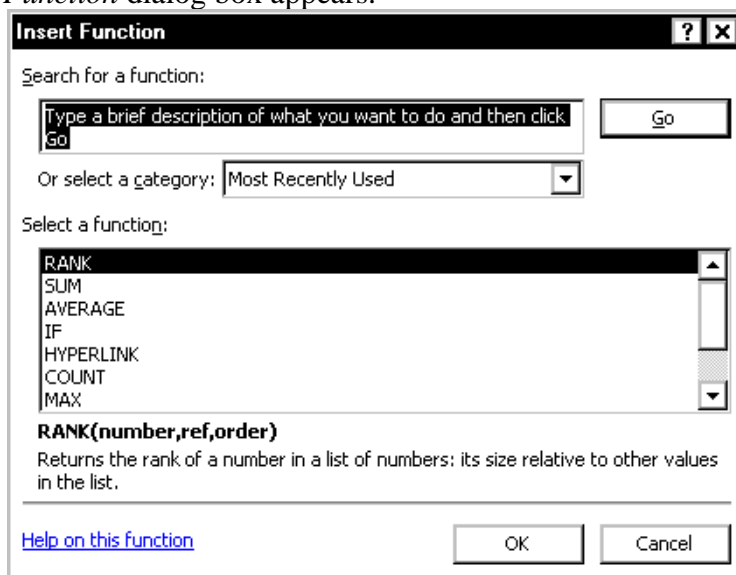 Function dialog box appears.
Insert Function
Search for a function:
Type a brief description of what you want to do and then click
Go
Go
Or select a category: Most Recently Used
Select a function:
RANK
SUM
AVERAGE
IF
HYPERLINK
COUNT
MAX
RANK(number,ref,order)
Returns the rank of a number in a list of numbers: its size relative to other values
in the list.
Help on this function
OK
Cancel